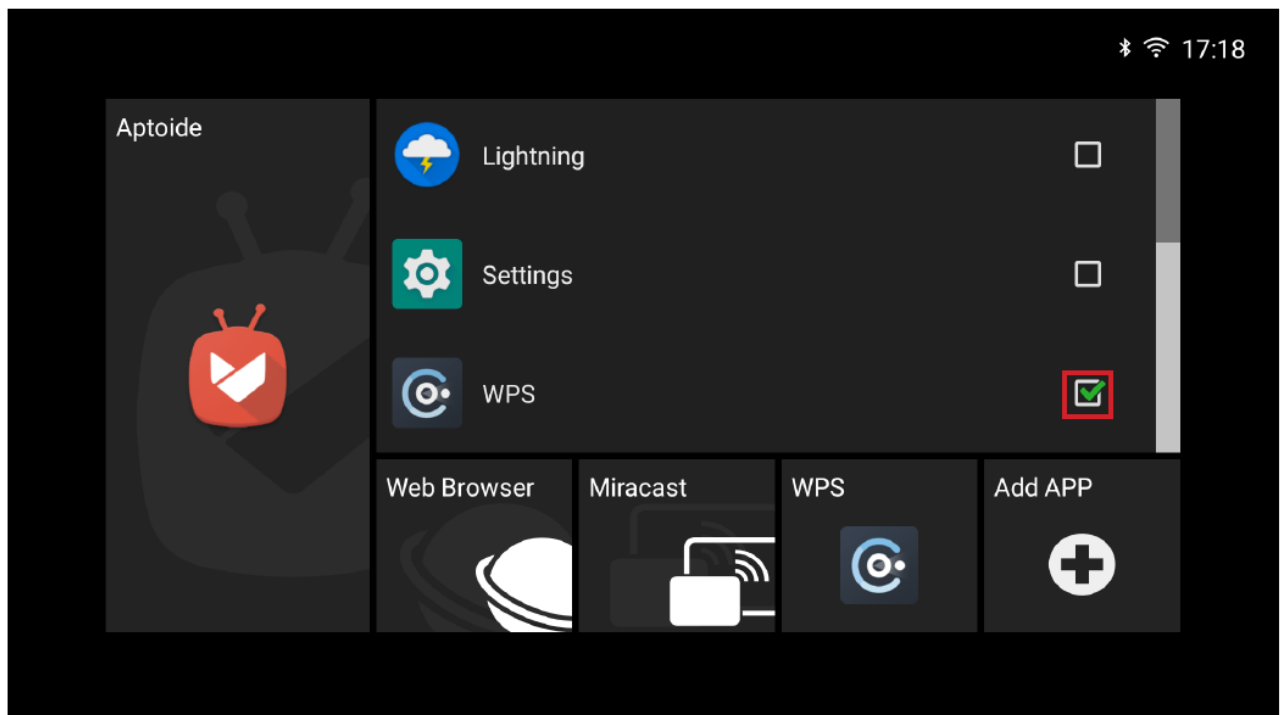 17:18
Aptoide
Lightning
Settings
WPS
Web Browser
Miracast
WPS
Add APP